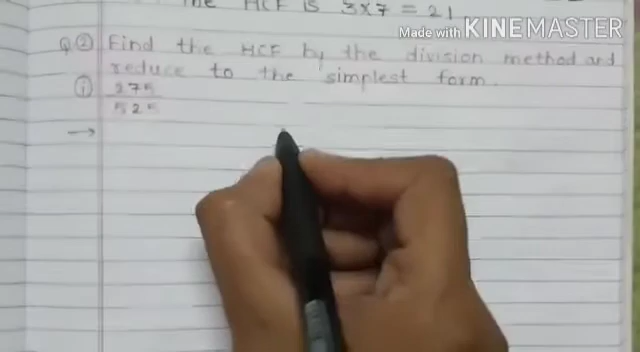 The HCF is 3x7 = 21
Made with KINEMASTER
Q② Find the HCF by the division method and
reduce to the simplest form.
① 275
525
→